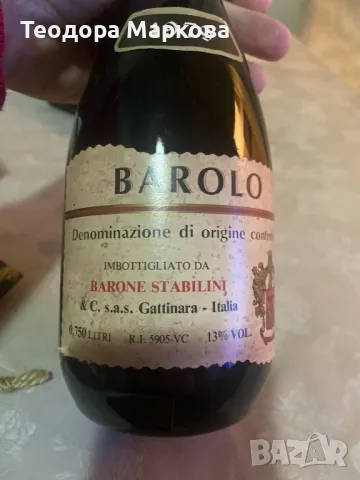 Теодора Маркова
BAROLO
Denominazione di origine
IMBOTTIGLIATO DA
BARONE STABILINI
& C. s.a.s. Gattinara - Italia
0,750 LITRI R.I. 5905-VC 13% VOL.
BAZAR